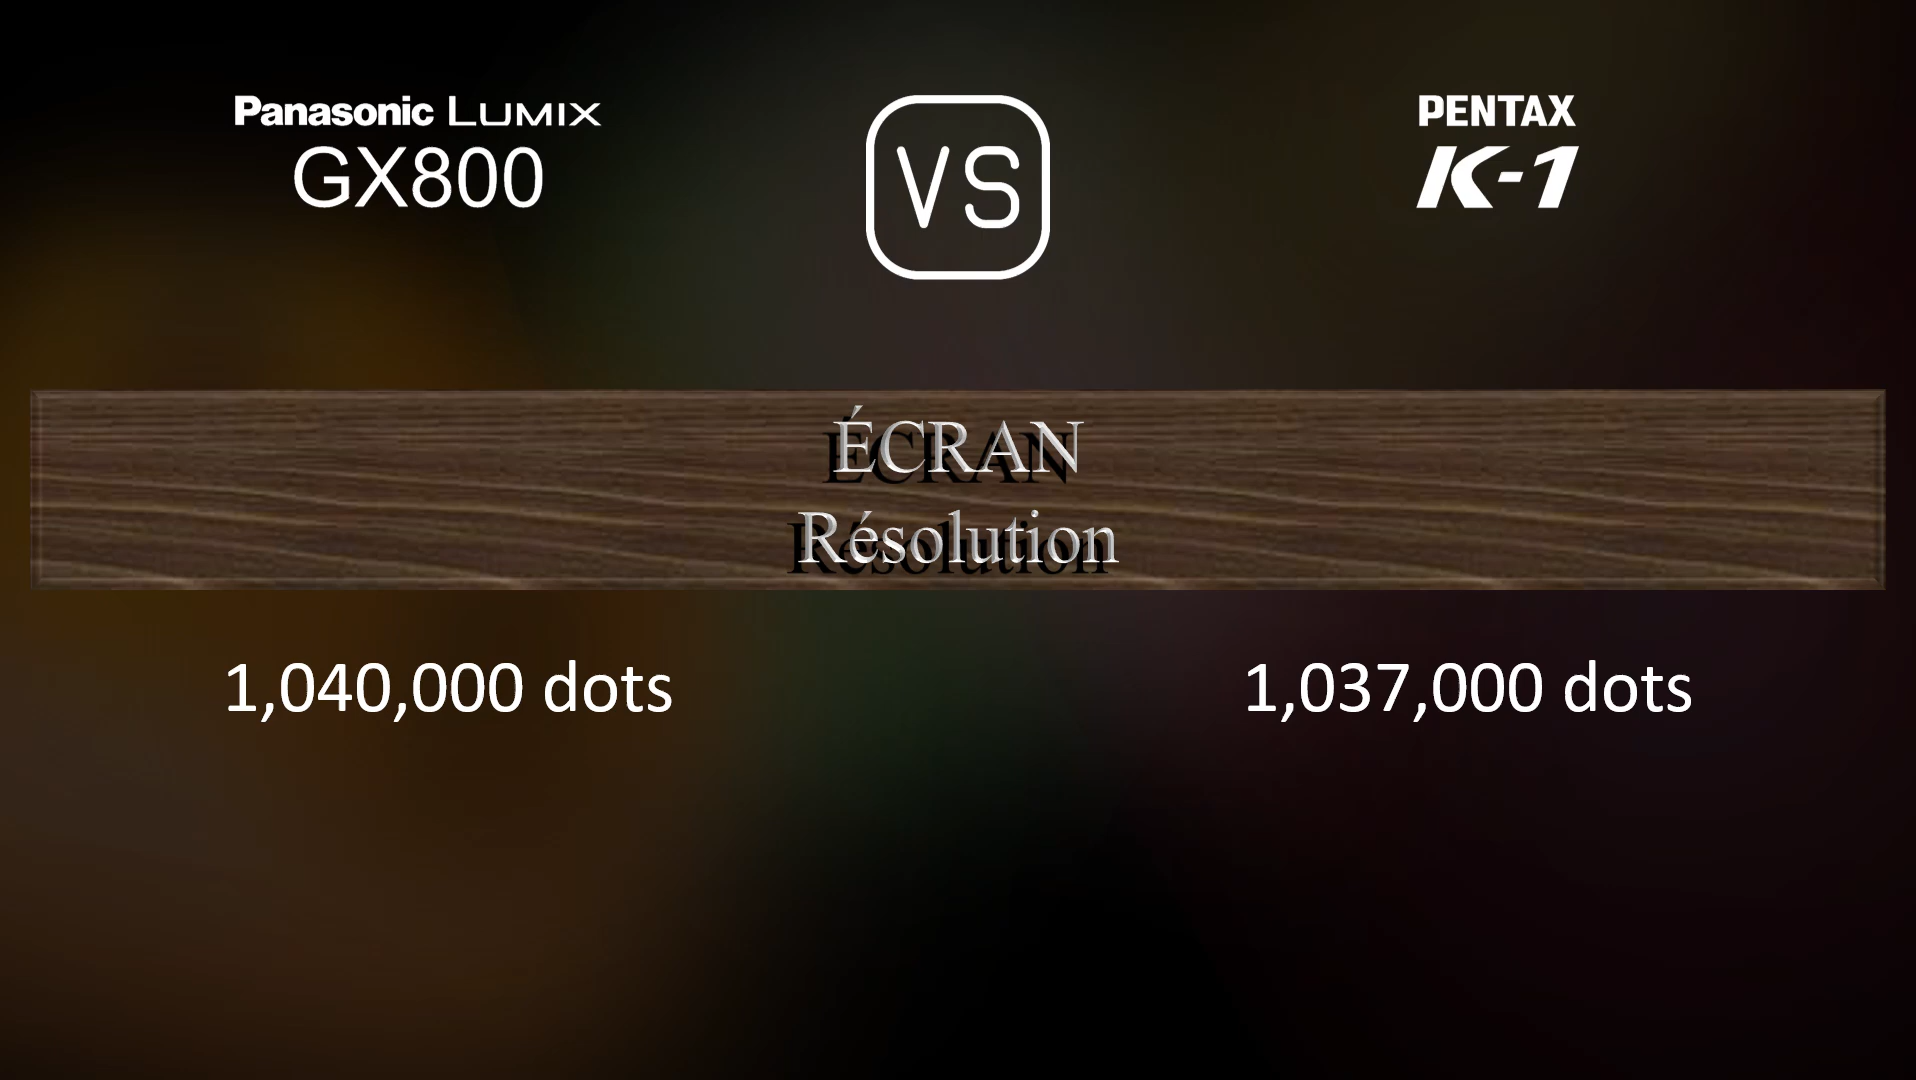 Panasonic LUMIX
GX800
VS
PENTAX
K-1
ÉCRAN
Résolution
1,040,000 dots
1,037,000 dots